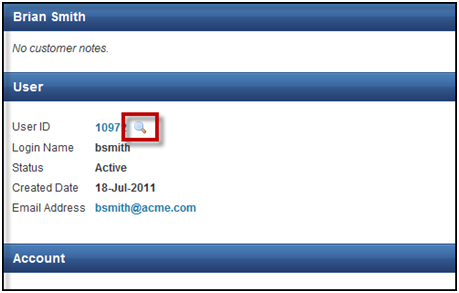 Brian Smith
No customer notes.
User
User ID 10972
Login Name bsmith
Status Active
Created Date 18-Jul-2011
Email Address bsmith@acme.com
Account